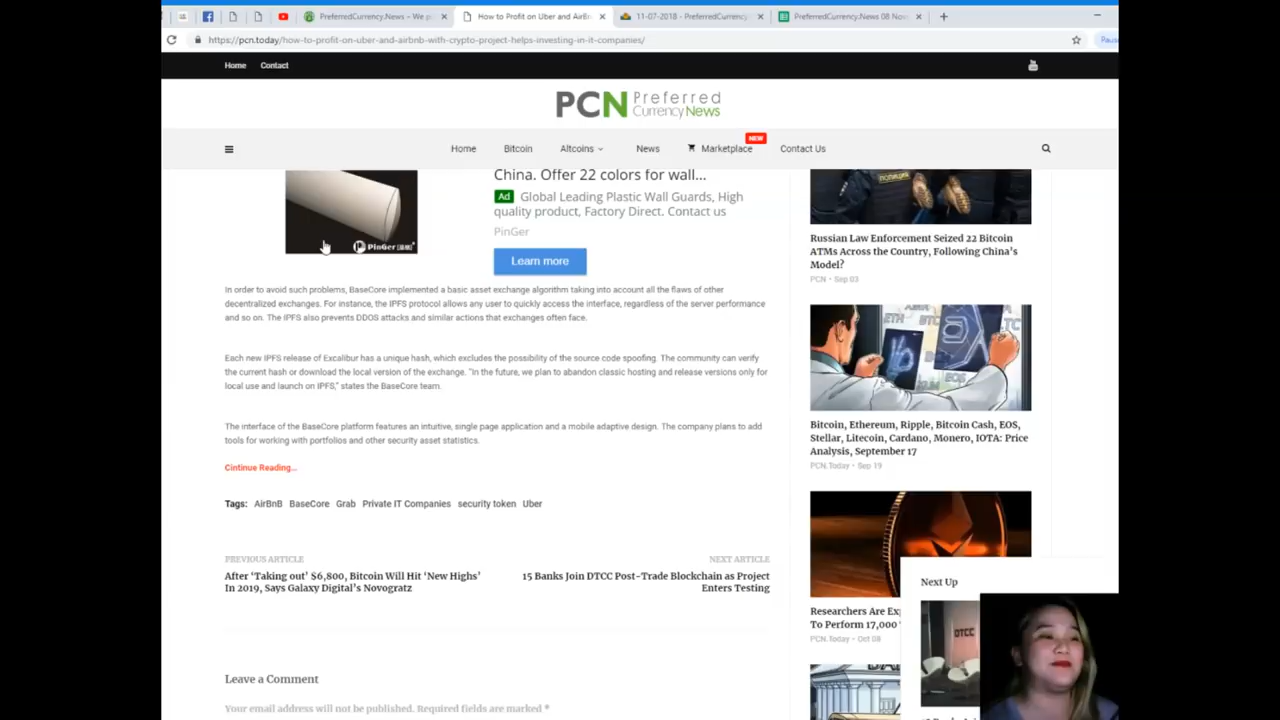 PreferredCurrency.News – We p
How to Profit on Uber and AirBn
11-07-2018 - PreferredCurrency.
PreferredCurrency.News 08 Nov
https://pcn.today/how-to-profit-on-uber-and-airbnb-with-crypto-project-helps-investing-in-it-companies/
Paus
Home
Contact
PCN Preferred
CurrencyNews
NEW
Home
Bitcoin
Altcoins
News
Marketplace
Contact Us
China. Offer 22 colors for wall...
Ad Global Leading Plastic Wall Guards, High
quality product, Factory Direct. Contact us
PinGer
Learn more
PinGer
In order to avoid such problems, BaseCore implemented a basic asset exchange algorithm taking into account all the flaws of other
decentralized exchanges. For instance, the IPFS protocol allows any user to quickly access the interface, regardless of the server performance
and so on. The IPFS also prevents DDOS attacks and similar actions that exchanges often face.
Each new IPFS release of Excalibur has a unique hash, which excludes the possibility of the source code spoofing. The community can verify
the current hash or download the local version of the exchange. "In the future, we plan to abandon classic hosting and release versions only for
local use and launch on IPFS," states the BaseCore team.
The interface of the BaseCore platform features an intuitive, single page application and a mobile adaptive design. The company plans to add
tools for working with portfolios and other security asset statistics.
Continue Reading...
Tags: AirBnB BaseCore Grab Private IT Companies security token Uber
PREVIOUS ARTICLE
After ‘Taking out’ $6,800, Bitcoin Will Hit ‘New Highs’
In 2019, Says Galaxy Digital’s Novogratz
NEXT ARTICLE
15 Banks Join DTCC Post-Trade Blockchain as Project
Enters Testing
Leave a Comment
Your email address will not be published. Required fields are marked *
Russian Law Enforcement Seized 22 Bitcoin
ATMs Across the Country, Following China’s
Model?
PCN • Sep 03
ETH
BTC
EOS
Bitcoin, Ethereum, Ripple, Bitcoin Cash, EOS,
Stellar, Litecoin, Cardano, Monero, IOTA: Price
Analysis, September 17
PCN.Today • Sep 19
Researchers Are Ex
To Perform 17,000
PCN.Today • Oct 08
Next Up
DTCC